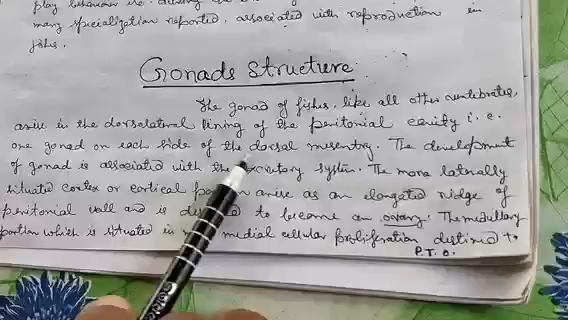 play behaviour i.e. during the
many specialization reported, associated with reproduction in
fishes.
Gonads Structure
The gonad of fishes, like all other vertebrates,
arise in the dorsolateral lining of the peritonial cavity i.e.
one gonad on each side of the dorsal mesentry. The development
of gonad is associated with the excretory system. The more laterally
situated cortex or cortical arise as an elongated ridge of
peritonial wall and is to become an ovary. The medullary
portion which is situated in medial cellular proliferation destined to
P.T.O.